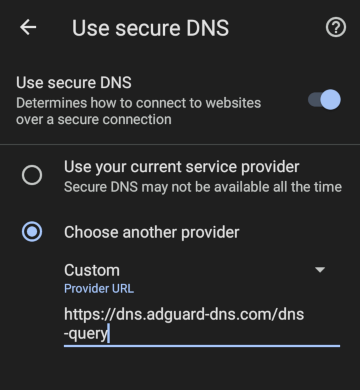 Use secure DNS
Use secure DNS
Determines how to connect to websites
over a secure connection
Use your current service provider
Secure DNS may not be available all the time
Choose another provider
Custom
Provider URL
https://dns.adguard-dns.com/dns
-query